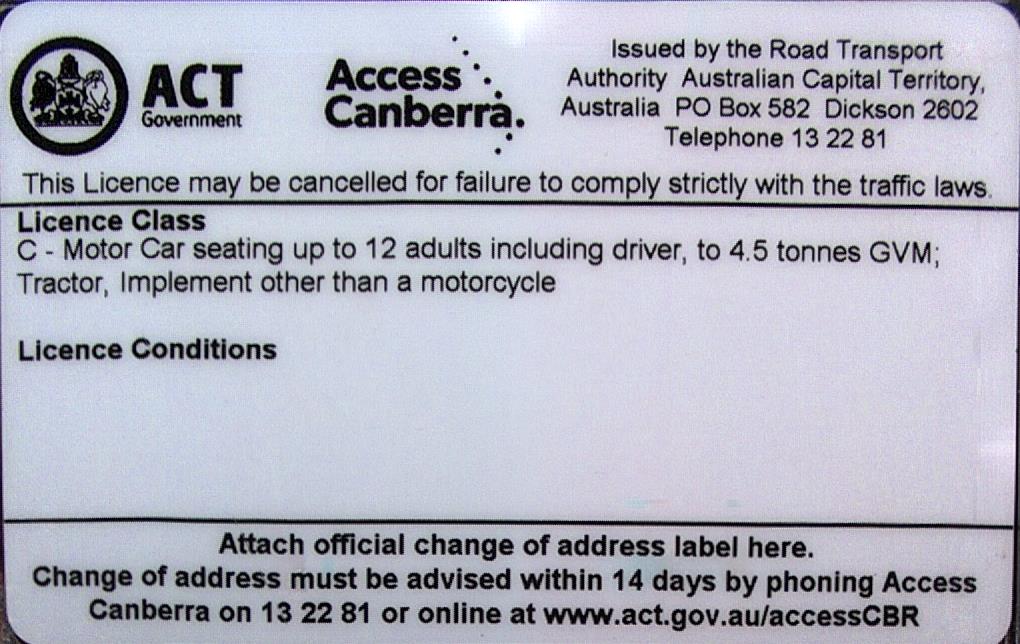 ACT
Government
Access
Canberra.
Issued by the Road Transport
Authority Australian Capital Territory,
Australia PO Box 582 Dickson 2602
Telephone 13 22 81
This Licence may be cancelled for failure to comply strictly with the traffic laws.
Licence Class
C - Motor Car seating up to 12 adults including driver, to 4.5 tonnes GVM;
Tractor, Implement other than a motorcycle
Licence Conditions
Attach official change of address label here.
Change of address must be advised within 14 days by phoning Access
Canberra on 13 22 81 or online at www.act.gov.au/accessCBR